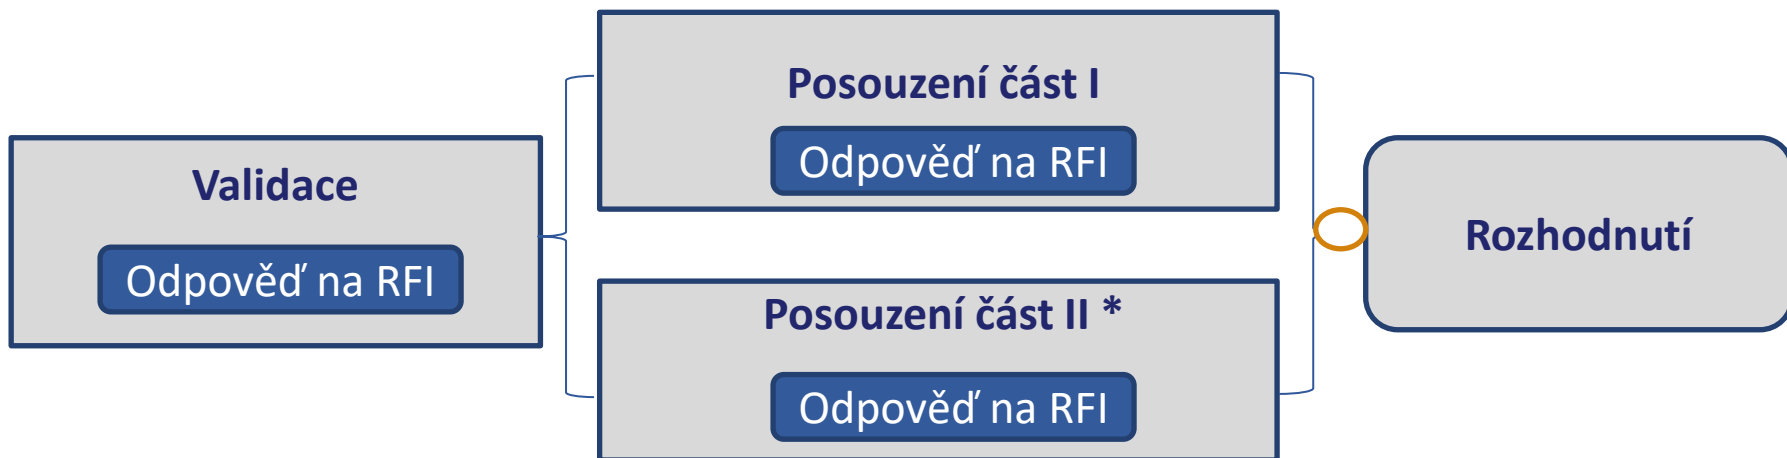 Validace
Odpověď na RFI
Posouzení část I
Odpověď na RFI
Posouzení část II *
Odpověď na RFI
Rozhodnutí